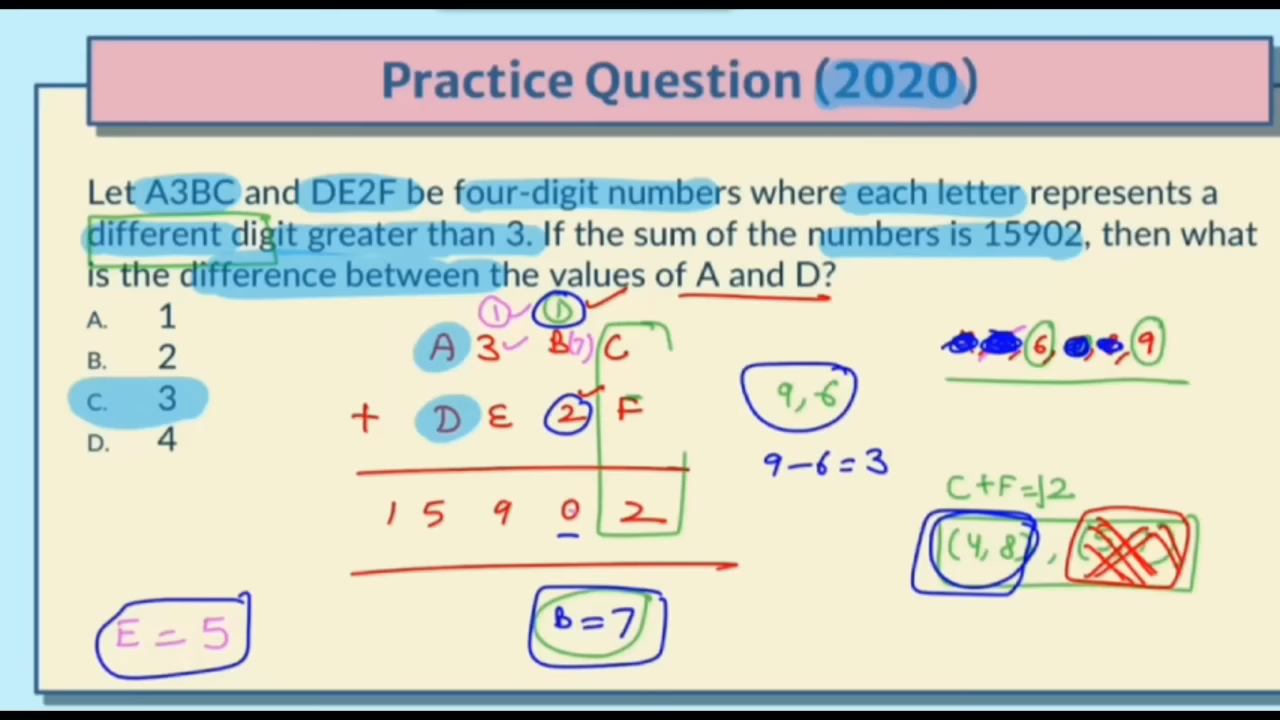 Practice Question (2020)
Let A3BC and DE2F be four-digit numbers where each letter represents a
different digit greater than 3. If the sum of the numbers is 15902, then what
is the difference between the values of A and D?
A. 1
B. 2
C. 3
D. 4
1 1
A 3 B(7) C
+ D E 2 F
1 5 9 0 2
6, 9
9, 6
9-6=3
C+F=12
(4, 8),
E=5
B=7